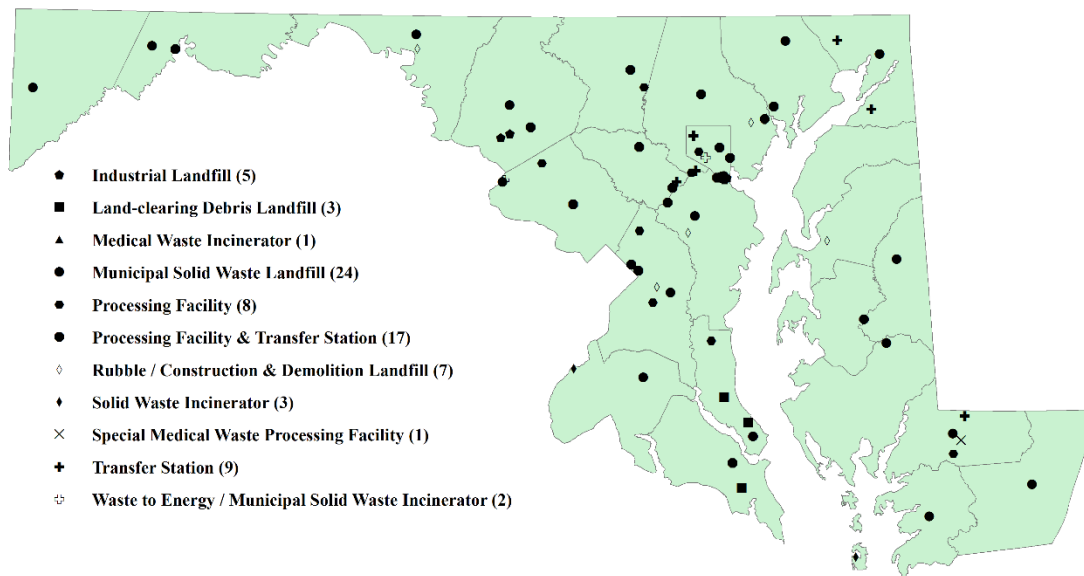 Industrial Landfill (5)
Land-clearing Debris Landfill (3)
Medical Waste Incinerator (1)
Municipal Solid Waste Landfill (24)
Processing Facility (8)
Processing Facility & Transfer Station (17)
Rubble / Construction & Demolition Landfill (7)
Solid Waste Incinerator (3)
Special Medical Waste Processing Facility (1)
Transfer Station (9)
Waste to Energy / Municipal Solid Waste Incinerator (2)